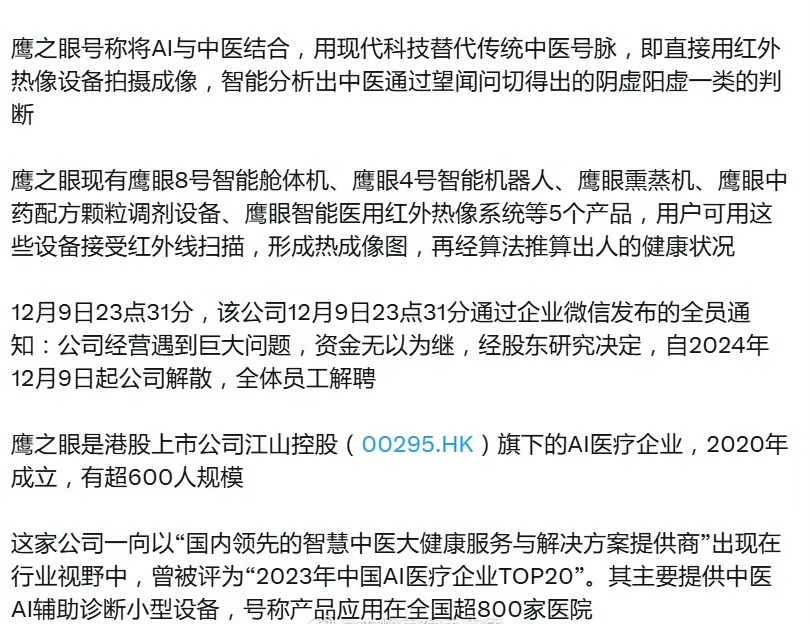 鹰之眼号称将AI与中医结合，用现代科技替代传统中医号脉，即直接用红外
热像设备拍摄成像，智能分析出中医通过望闻问切得出的阴虚阳虚一类的判
断
鹰之眼现有鹰眼8号智能舱体机、鹰眼4号智能机器人、鹰眼熏蒸机、鹰眼中
药配方颗粒调剂设备、鹰眼智能医用红外热像系统等5个产品，用户可用这
些设备接受红外线扫描，形成热成像图，再经算法推算出人的健康状况
12月9日23点31分，该公司12月9日23点31分通过企业微信发布的全员通
知：公司经营遇到巨大问题，资金无以为继，经股东研究决定，自2024年
12月9日起公司解散，全体员工解聘
鹰之眼是港股上市公司江山控股（00295.HK）旗下的AI医疗企业，2020年
成立，有超600人规模
这家公司一向以“国内领先的智慧中医大健康服务与解决方案提供商”出现在
行业视野中，曾被评为“2023年中国AI医疗企业TOP20”。其主要提供中医
AI辅助诊断小型设备，号称产品应用在全国超800家医院